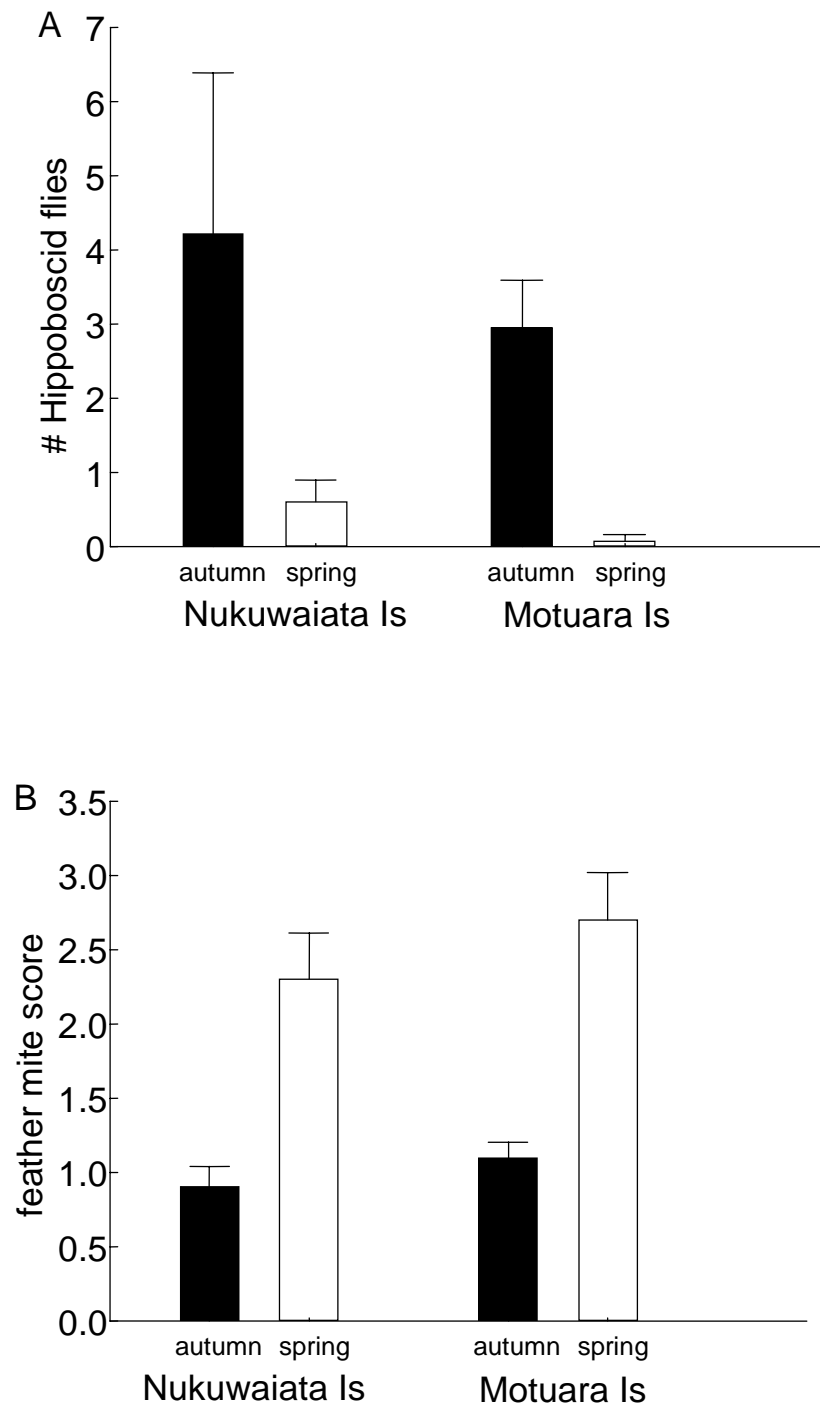 A
7
6
5
4
3
2
1
0
# Hippoboscid flies
autumn spring autumn spring
Nukuwaiata Is Motuara Is
B
3.5
3.0
2.5
2.0
1.5
1.0
0.5
0.0
feather mite score
autumn spring autumn spring
Nukuwaiata Is Motuara Is